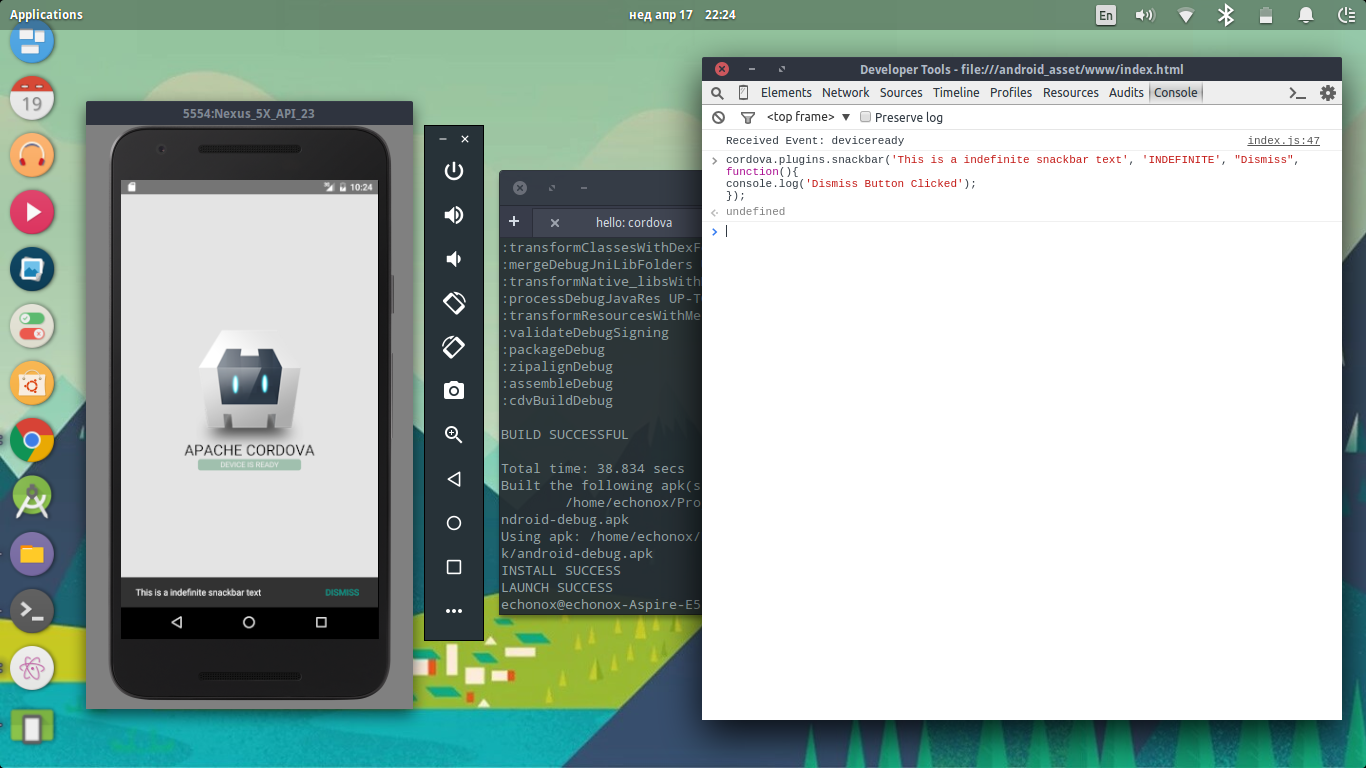 Applications
нед апр 17 22:24
En
19
5554:Nexus_5X_API_23
10:24
APACHE CORDOVA
DEVICE IS READY
This is a indefinite snackbar text DISMISS
hello: cordova
:transformClassesWithDexF
:mergeDebugJniLibFolders
:transformNative_libsWith
:processDebugJavaRes UP-T
:transformResourcesWithMe
:validateDebugSigning
:packageDebug
:zipalignDebug
:assembleDebug
:cdvBuildDebug
BUILD SUCCESSFUL
Total time: 38.834 secs
Built the following apk(s
/home/echonox/Pro
ndroid-debug.apk
Using apk: /home/echonox/
k/android-debug.apk
INSTALL SUCCESS
LAUNCH SUCCESS
echonox@echonox-Aspire-E5
Developer Tools - file:///android_asset/www/index.html
Elements Network Sources Timeline Profiles Resources Audits Console
<top frame> Preserve log
Received Event: deviceready index.js:47
cordova.plugins.snackbar('This is a indefinite snackbar text', 'INDEFINITE', "Dismiss",
function(){
console.log('Dismiss Button Clicked');
});
undefined